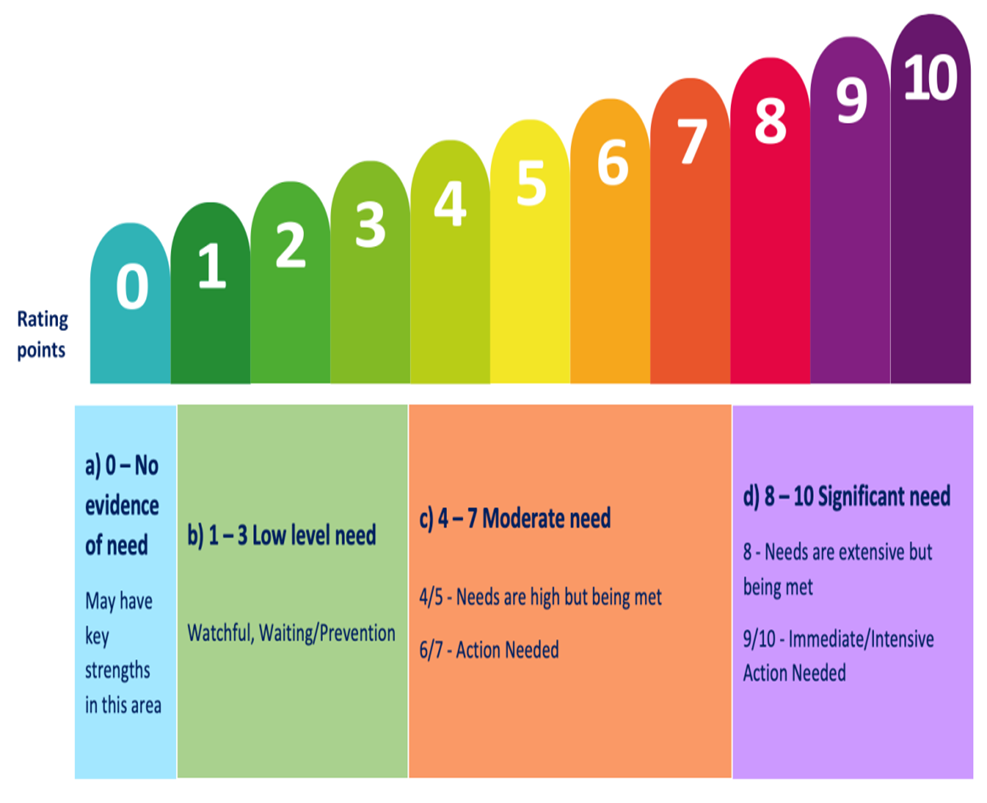 0
1
2
3
4
5
6
7
8
9
10
Rating
points
a) 0 – No
evidence
of need
May have
key
strengths
in this area
b) 1 – 3 Low level need
Watchful, Waiting/Prevention
c) 4 – 7 Moderate need
4/5 - Needs are high but being met
6/7 - Action Needed
d) 8 – 10 Significant need
8 - Needs are extensive but
being met
9/10 - Immediate/Intensive
Action Needed